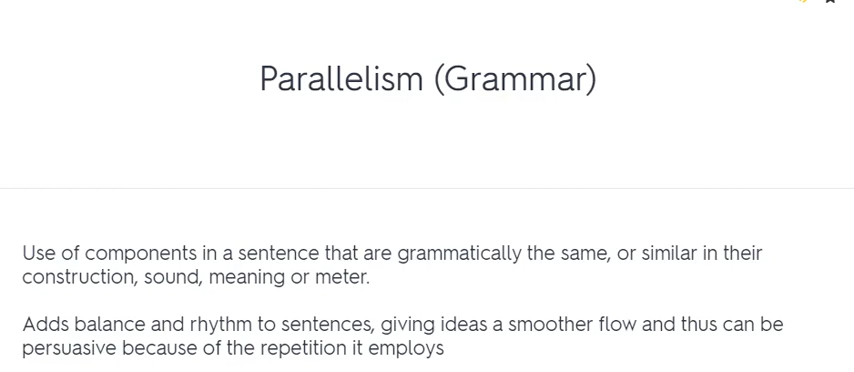 Parallelism (Grammar)
Use of components in a sentence that are grammatically the same, or similar in their
construction, sound, meaning or meter.
Adds balance and rhythm to sentences, giving ideas a smoother flow and thus can be
persuasive because of the repetition it employs